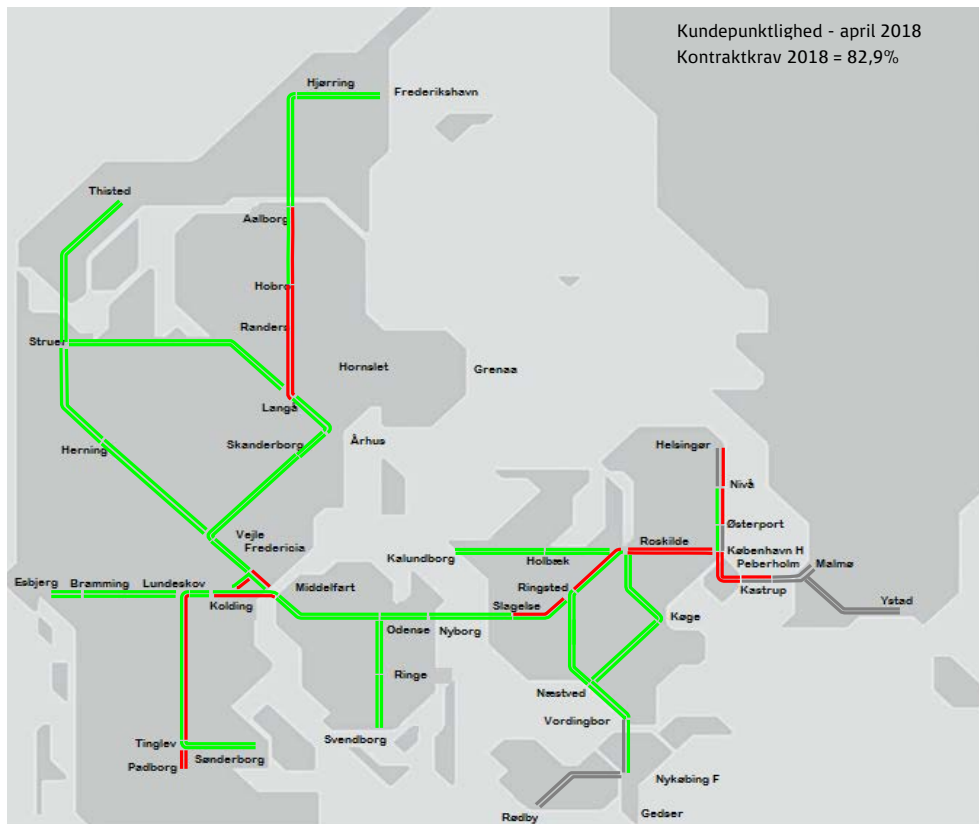 Kundepunktlighed - april 2018
Kontraktkrav 2018 = 82,9%
Hjørring
Frederikshavn
Thisted
Aalborg
Hobro
Randers
Struer
Hornslet
Grenaa
Langå
Århus
Skanderborg
Herning
Helsingør
Nivå
Østerport
Vejle
Fredericia
Roskilde
København H
Kalundborg
Holbæk
Peberholm
Malmø
Esbjerg
Bramming
Lundeskov
Middelfart
Ringsted
Kastrup
Kolding
Slagelse
Ystad
Odense
Nyborg
Køge
Ringe
Næstved
Vordingbor
Svendborg
Tinglev
Sønderborg
Padborg
Nykøbing F
Rødby
Gedser